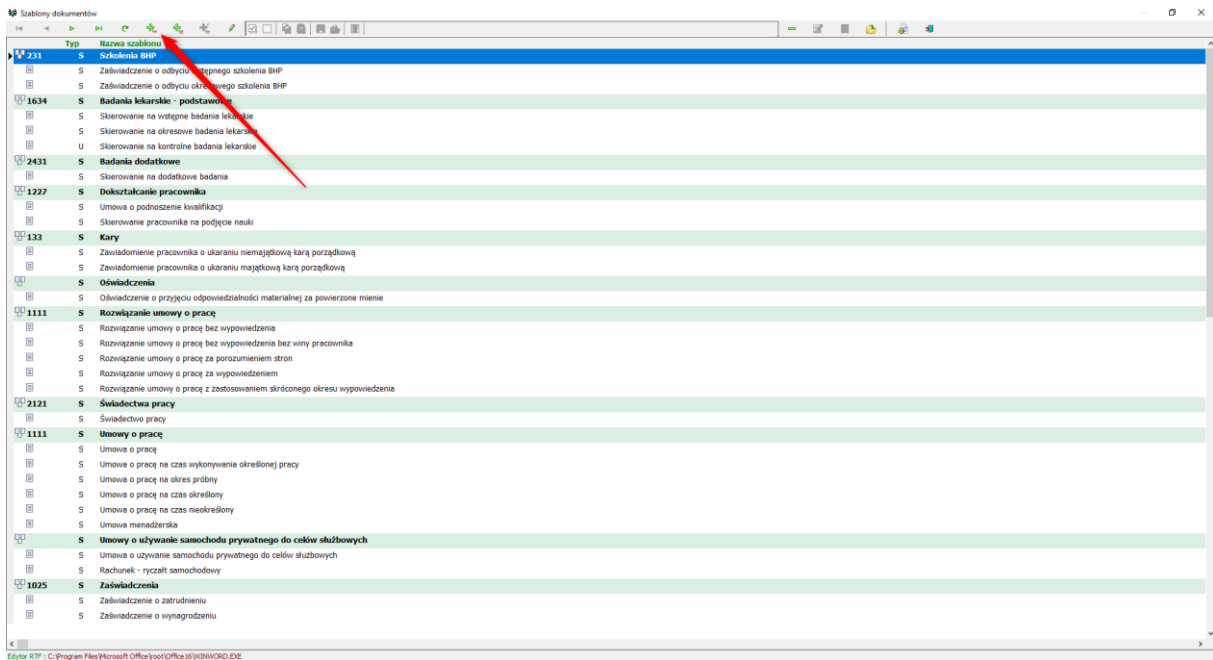 Szablony dokumentów
Typ Nazwa szablonu
231 S Szkolenia BHP
S Zaświadczenie o odbyciu wstępnego szkolenia BHP
S Zaświadczenie o odbyciu okresowego szkolenia BHP
1634 S Badania lekarskie - podstawowe
S Skierowanie na wstępne badania lekarskie
S Skierowanie na okresowe badania lekarskie
U Skierowanie na kontrolne badania lekarskie
2431 S Badania dodatkowe
S Skierowanie na dodatkowe badania
1227 S Dokształcanie pracownika
S Umowa o podnoszenie kwalifikacji
S Skierowanie pracownika na podjęcie nauki
133 S Kary
S Zawiadomienie pracownika o ukaraniu niemajątkową karą porządkową
S Zawiadomienie pracownika o ukaraniu majątkową karą porządkową
S Oświadczenia
S Oświadczenie o przyjęciu odpowiedzialności materialnej za powierzone mienie
1111 S Rozwiązanie umowy o pracę
S Rozwiązanie umowy o pracę bez wypowiedzenia
S Rozwiązanie umowy o pracę bez wypowiedzenia bez winy pracownika
S Rozwiązanie umowy o pracę za porozumieniem stron
S Rozwiązanie umowy o pracę za wypowiedzeniem
S Rozwiązanie umowy o pracę z zastosowaniem skróconego okresu wypowiedzenia
2121 S Świadectwa pracy
S Świadectwo pracy
1111 S Umowy o pracę
S Umowa o pracę
S Umowa o pracę na czas wykonywania określonej pracy
S Umowa o pracę na okres próbny
S Umowa o pracę na czas określony
S Umowa o pracę na czas nieokreślony
S Umowa menadżerska
S Umowy o używanie samochodu prywatnego do celów służbowych
S Umowa o używanie samochodu prywatnego do celów służbowych
S Rachunek - ryczałt samochodowy
1025 S Zaświadczenia
S Zaświadczenie o zatrudnieniu
S Zaświadczenie o wynagrodzeniu
Edytor RTF : C:\Program Files\Microsoft Office\root\Office16\WINWORD.EXE